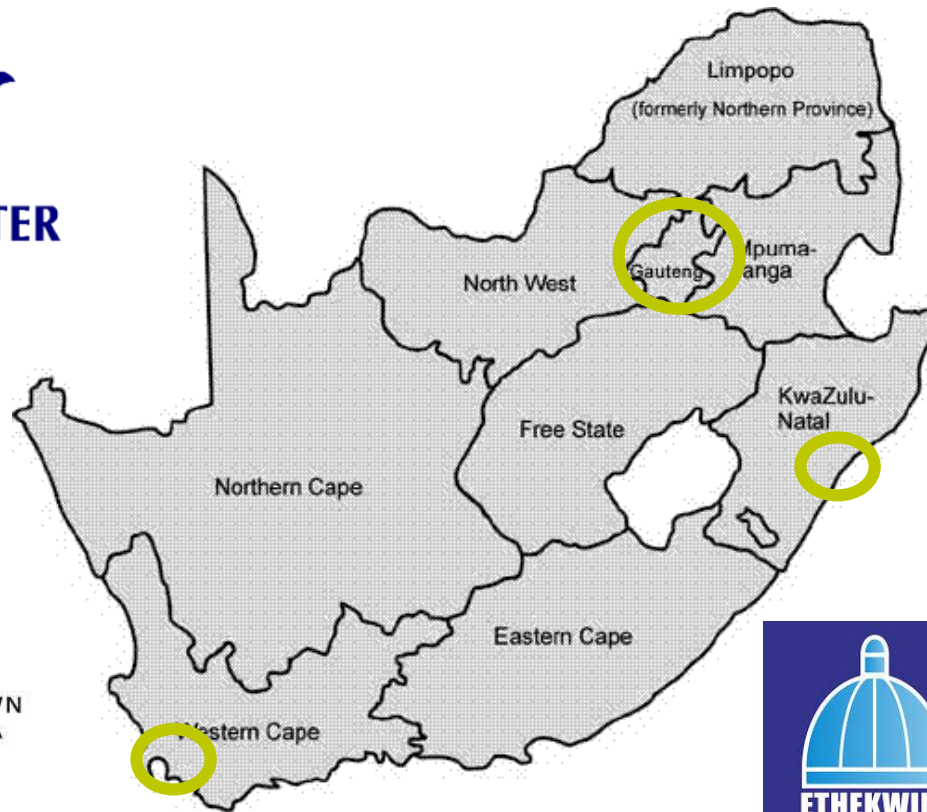 Limpopo
(formerly Northern Province)
TER
North West
Gauteng
Mpuma-
langa
KwaZulu-
Natal
Free State
Northern Cape
Eastern Cape
Western Cape
ETHEKWINI